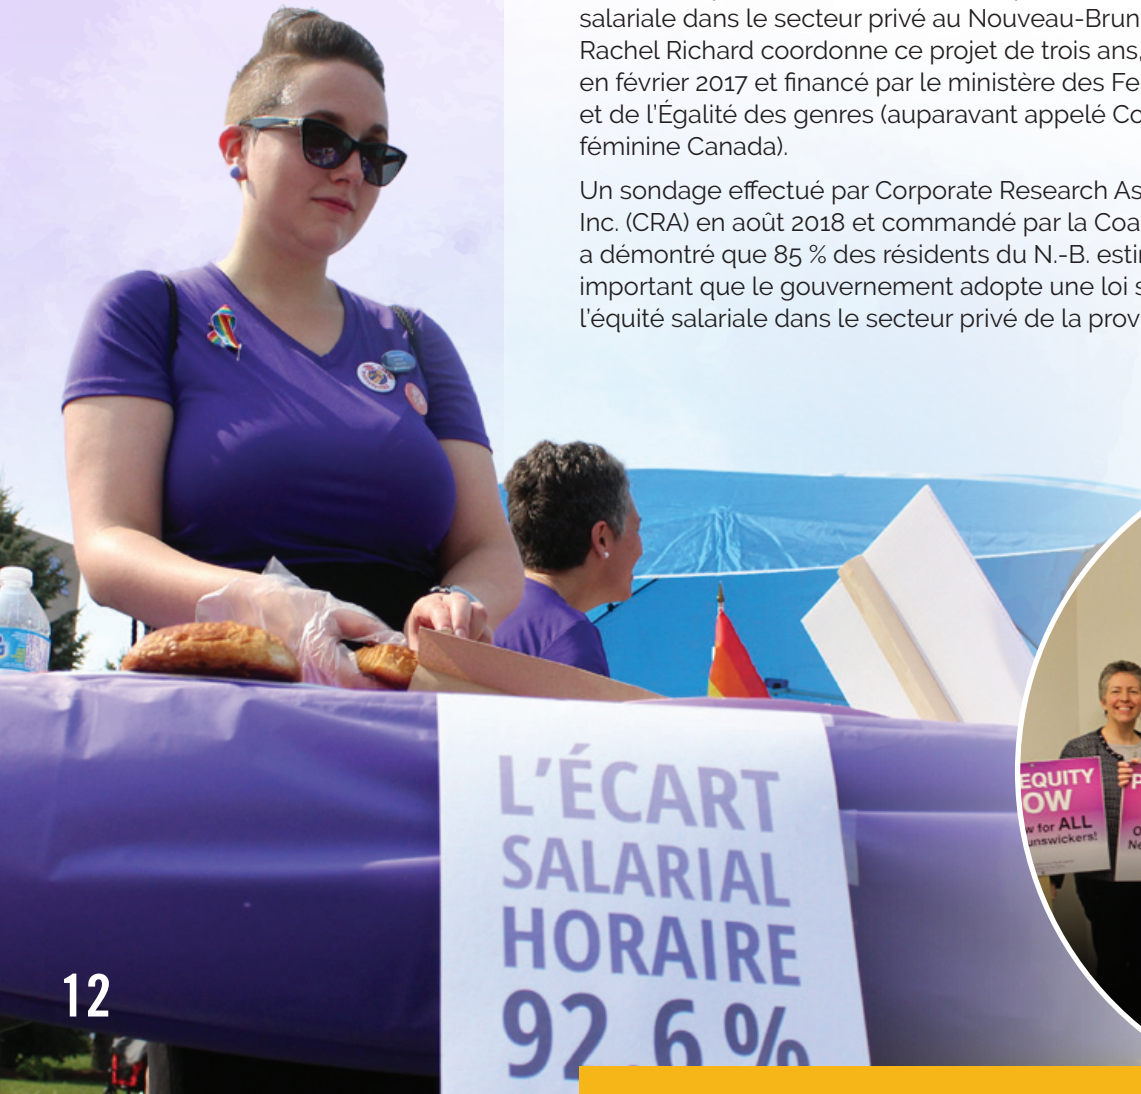 salariale dans le secteur privé au Nouveau-Brun
Rachel Richard coordonne ce projet de trois ans,
en février 2017 et financé par le ministère des Fe
et de l'Égalité des genres (auparavant appelé Co
féminine Canada).
Un sondage effectué par Corporate Research As
Inc. (CRA) en août 2018 et commandé par la Coa
a démontré que 85 % des résidents du N.-B. estir
important que le gouvernement adopte une loi s
l'équité salariale dans le secteur privé de la prov
EQUITY
OW
w for ALL
unswickers!
L'ÉCART
SALARIAL
HORAIRE
92.6 %
12